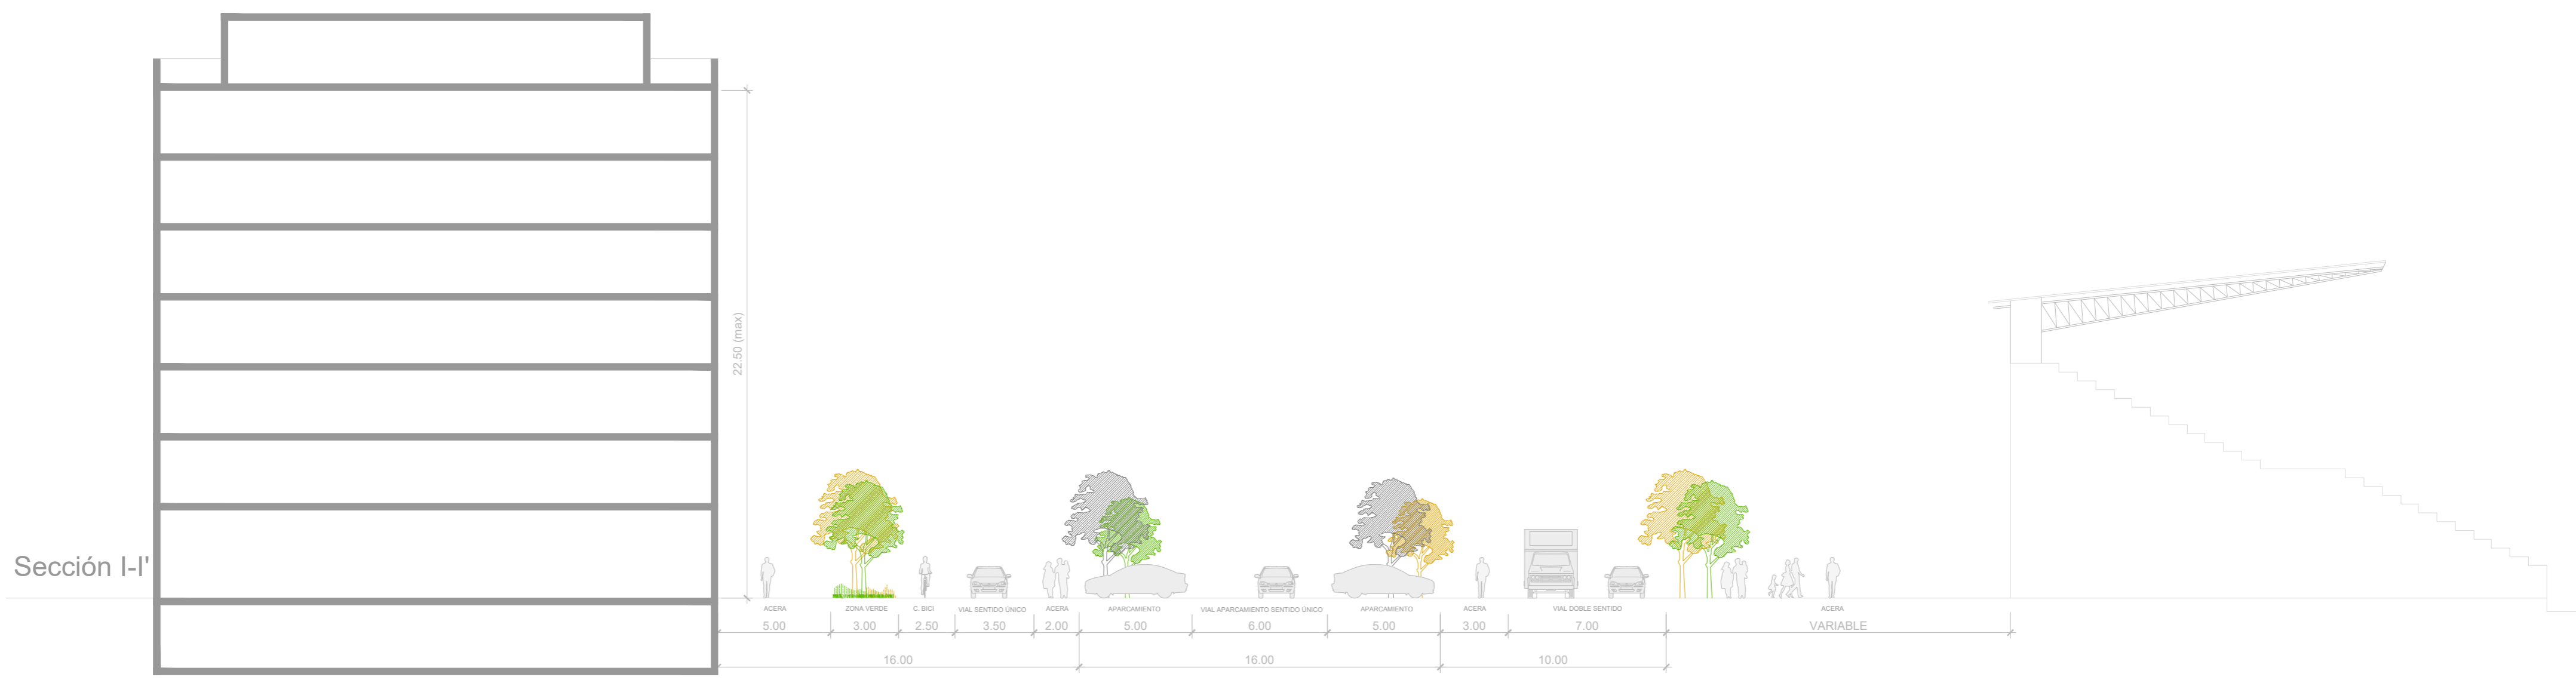 22.50 (max)
Sección I-I'
ACERA ZONA VERDE C. BICI VIAL SENTIDO ÚNICO ACERA APARCAMIENTO VIAL APARCAMIENTO SENTIDO ÚNICO APARCAMIENTO ACERA VIAL DOBLE SENTIDO ACERA
5.00 3.00 2.50 3.50 2.00 5.00 6.00 5.00 3.00 7.00 VARIABLE
16.00 16.00 10.00